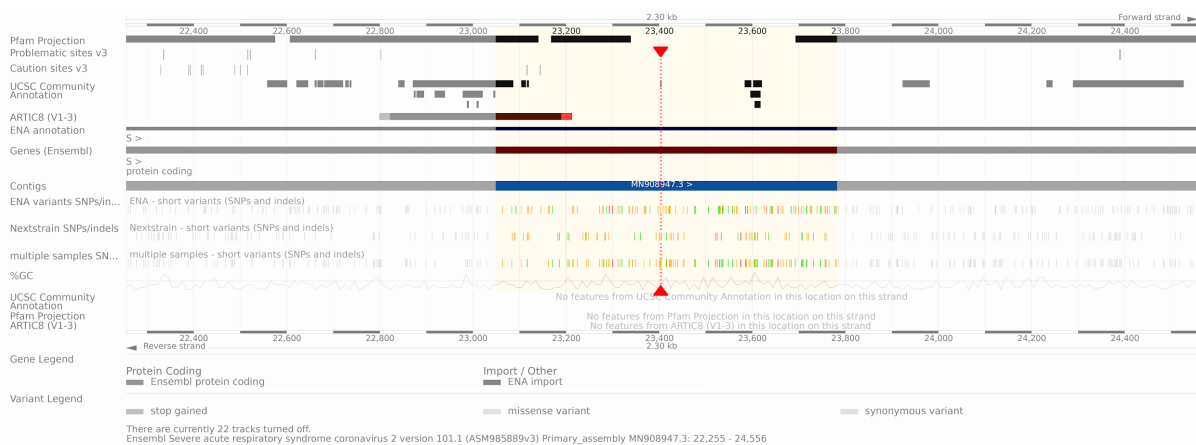 2.30 kb
Forward strand
22,400 22,600 22,800 23,000 23,200 23,400 23,600 23,800 24,000 24,200 24,400
Pfam Projection
Problematic sites v3
Caution sites v3
UCSC Community
Annotation
ARTIC8 (V1-3)
ENA annotation
S >
Genes (Ensembl)
S >
protein coding
Contigs
MN908947.3 >
ENA variants SNPs/in...
ENA - short variants (SNPs and indels)
Nextstrain SNPs/indels
Nextstrain - short variants (SNPs and indels)
multiple samples SN...
multiple samples - short variants (SNPs and indels)
%GC
UCSC Community
Annotation
No features from UCSC Community Annotation in this location on this strand
Pfam Projection
No features from Pfam Projection in this location on this strand
ARTIC8 (V1-3)
No features from ARTIC8 (V1-3) in this location on this strand
22,400 22,600 22,800 23,000 23,200 23,400 23,600 23,800 24,000 24,200 24,400
Reverse strand
2.30 kb
Gene Legend
Protein Coding
Ensembl protein coding
Import / Other
ENA import
Variant Legend
stop gained
missense variant
synonymous variant
There are currently 22 tracks turned off.
Ensembl Severe acute respiratory syndrome coronavirus 2 version 101.1 (ASM985889v3) Primary_assembly MN908947.3: 22,255 - 24,556